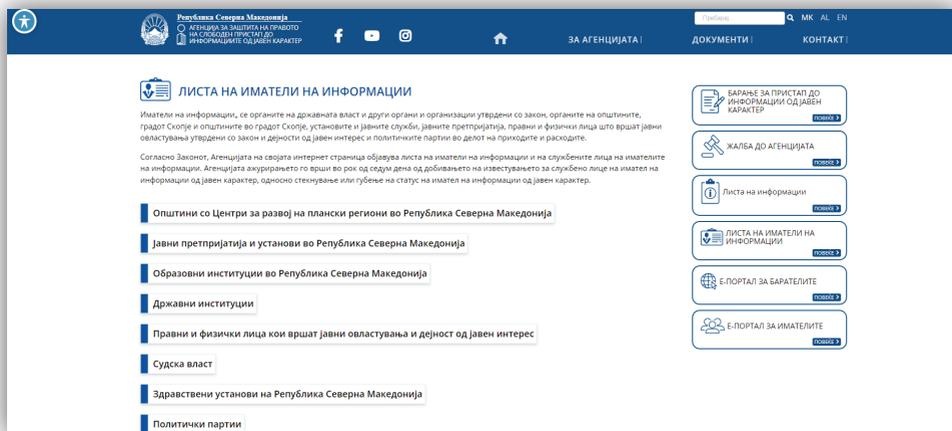 Република Северна Македонија
АГЕНЦИЈА ЗА ЗАШТИТА НА ПРАВОТО
НА СЛОБОДЕН ПРИСТАП ДО
ИНФОРМАЦИИТЕ ОД ЈАВЕН КАРАКТЕР
Пребарај
МК AL EN
ЗА АГЕНЦИЈАТА
ДОКУМЕНТИ
КОНТАКТ
ЛИСТА НА ИМАТЕЛИ НА ИНФОРМАЦИИ
Иматели на информации, се органите на државната власт и други органи и организации утврдени со закон, органите на општините,
градот Скопје и општините во градот Скопје, установите и јавните служби, јавните претпријатија, правни и физички лица што вршат јавни
овластувања утврдени со закон и дејности од јавен интерес и политичките партии во делот на приходите и расходите.
Согласно Законот, Агенцијата на својата интернет страница објавува листа на иматели на информации и на службените лица на имателите
на информации. Агенцијата ажурирањето го врши во рок од седум дена од добивањето на известувањето за службено лице на имател на
информации од јавен карактер, односно стекнување или губење на статус на имател на информации од јавен карактер.
Општини со Центри за развој на плански региони во Република Северна Македонија
Јавни претпријатија и установи во Република Северна Македонија
Образовни институции во Република Северна Македонија
Државни институции
Правни и физички лица кои вршат јавни овластувања и дејност од јавен интерес
Судска власт
Здравствени установи на Република Северна Македонија
Политички партии
БАРАЊЕ ЗА ПРИСТАП ДО
ИНФОРМАЦИИ ОД ЈАВЕН
КАРАКТЕР
ПОВЕЌЕ
ЖАЛБА ДО АГЕНЦИЈАТА
ПОВЕЌЕ
Листа на информации
ПОВЕЌЕ
ЛИСТА НА ИМАТЕЛИ НА
ИНФОРМАЦИИ
ПОВЕЌЕ
Е-ПОРТАЛ ЗА БАРАТЕЛИТЕ
ПОВЕЌЕ
Е-ПОРТАЛ ЗА ИМАТЕЛИТЕ
ПОВЕЌЕ